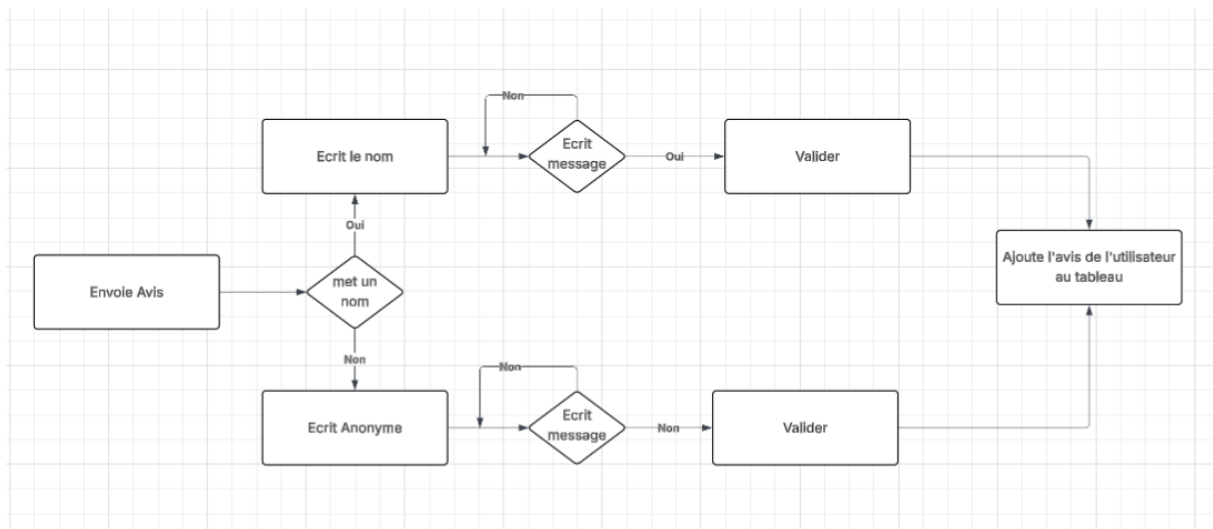 Non
Ecrit le nom
Ecrit
message
Oui
Valider
Oui
Envoie Avis
met un
nom
Ajoute l'avis de l'utilisateur
au tableau
Non
Non
Ecrit Anonyme
Ecrit
message
Non
Valider